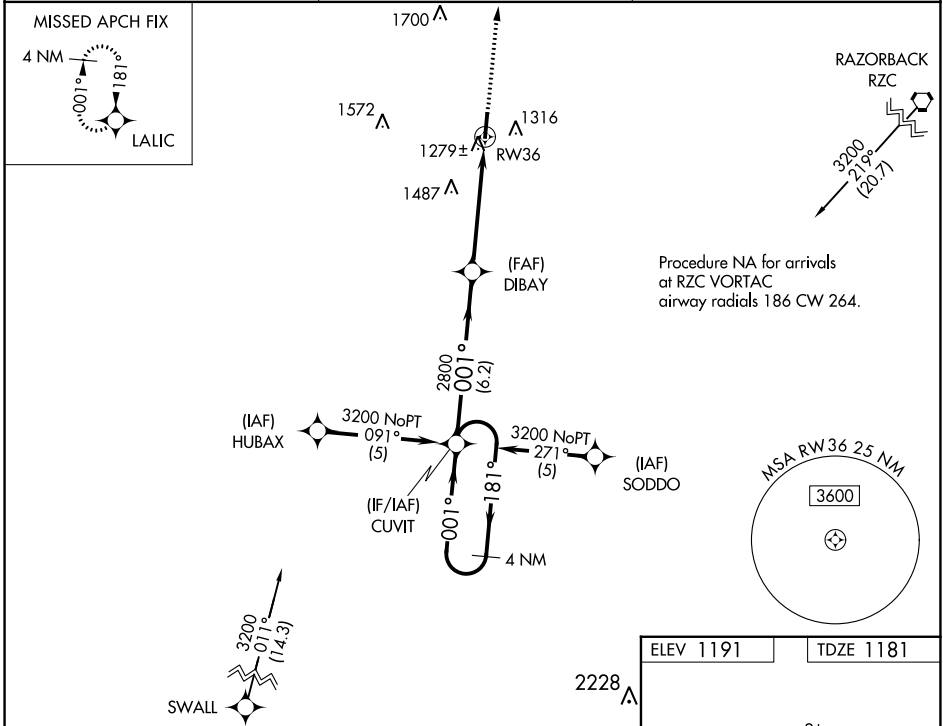 MISSED APCH FIX
4 NM
001°
181°
LALIC
1700
1572
1316
1279±
RW36
1487
RAZORBACK
RZC
3200
219°
(20.7)
(FAF)
DIBAY
Procedure NA for arrivals
at RZC VORTAC
airway radials 186 CW 264.
2800
001°
(6.2)
(IAF)
HUBAX
3200 NoPT
091°
(5)
3200 NoPT
271°
(5)
(IAF)
SODDO
(IF/IAF)
CUVIT
001°
181°
4 NM
MSA RW36 25 NM
3600
3200
011°
(14.3)
SWALL
2228
ELEV 1191
TDZE 1181